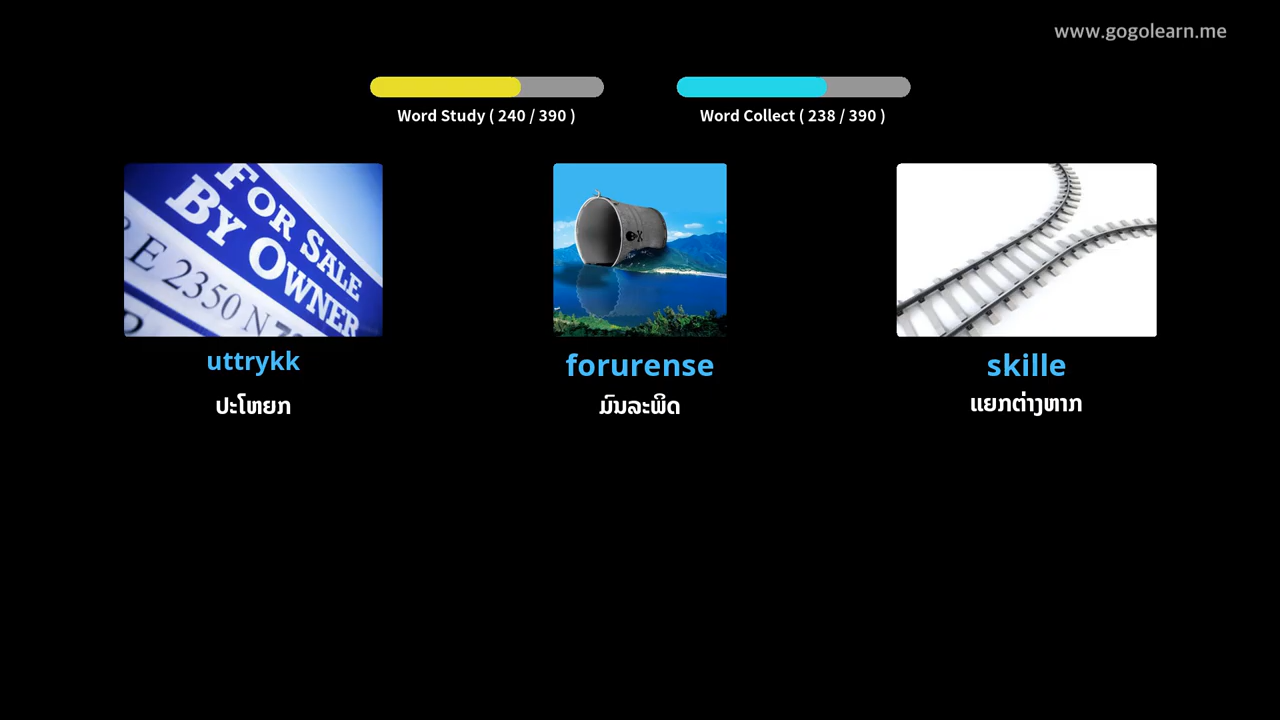 www.gogolearn.me
Word Study ( 240 / 390 )
Word Collect ( 238 / 390 )
FOR SALE
BY OWNER
E 2350 N
uttrykk
forurense
skille
ປະໂຫຍກ
ມົນລະພິດ
ແຍກຕ່າງຫາກ